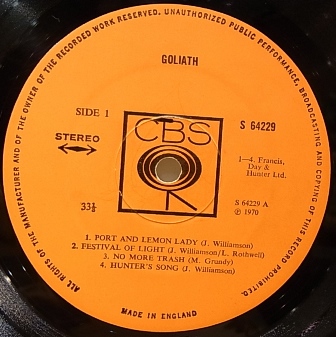 ALL RIGHTS OF THE MANUFACTURER AND OF THE OWNER OF THE RECORDED WORK RESERVED. UNAUTHORIZED PUBLIC PERFORMANCE, BROADCASTING AND COPYING OF THIS RECORD PROHIBITED.
GOLIATH
SIDE 1
S 64229
STEREO
CBS
1—4. Francis,
Day &
Hunter Ltd.
33⅓
S 64229 A
℗ 1970
1. PORT AND LEMON LADY (J. Williamson)
2. FESTIVAL OF LIGHT (J. Williamson/L. Rothwell)
3. NO MORE TRASH (M. Grundy)
4. HUNTER'S SONG (J. Williamson)
MADE IN ENGLAND